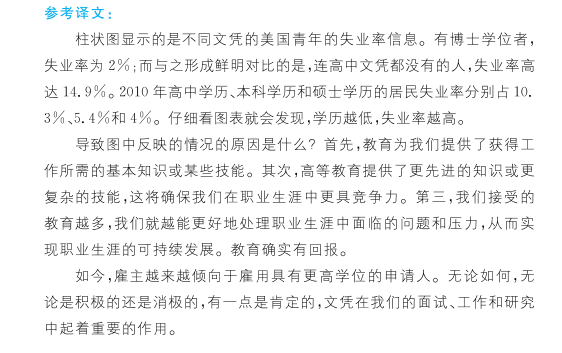 参考译文：
柱状图显示的是不同文凭的美国青年的失业率信息。有博士学位者，
失业率为 2%；而与之形成鲜明对比的是，连高中文凭都没有的人，失业率高
达 14.9%。2010 年高中学历、本科学历和硕士学历的居民失业率分别占 10.
3%、5.4%和 4%。仔细看图表就会发现，学历越低，失业率越高。
导致图中反映的情况的原因是什么？首先，教育为我们提供了获得工
作所需的基本知识或某些技能。其次，高等教育提供了更先进的知识或更
复杂的技能，这将确保我们在职业生涯中更具竞争力。第三，我们接受的
教育越多，我们就越能更好地处理职业生涯中面临的问题和压力，从而实
现职业生涯的可持续发展。教育确实有回报。
如今，雇主越来越倾向于雇用具有更高学位的申请人。无论如何，无
论是积极的还是消极的，有一点是肯定的，文凭在我们的面试、工作和研究
中起着重要的作用。